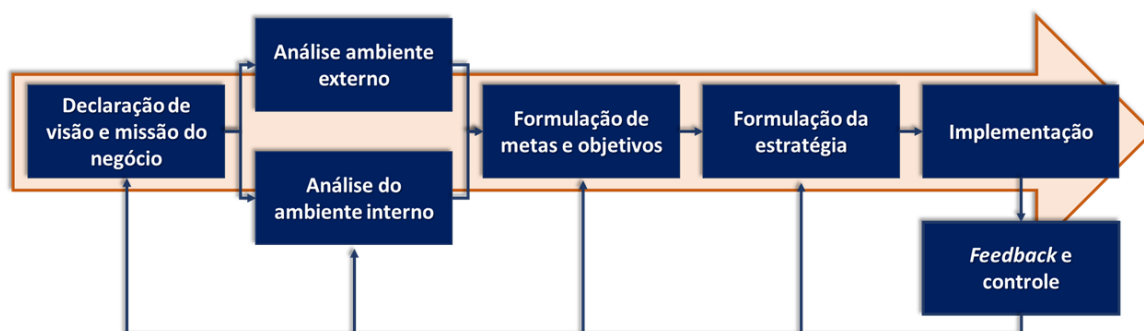 Declaração de
visão e missão do
negócio
Análise ambiente
externo
Análise do
ambiente interno
Formulação de
metas e objetivos
Formulação da
estratégia
Implementação
Feedback e
controle